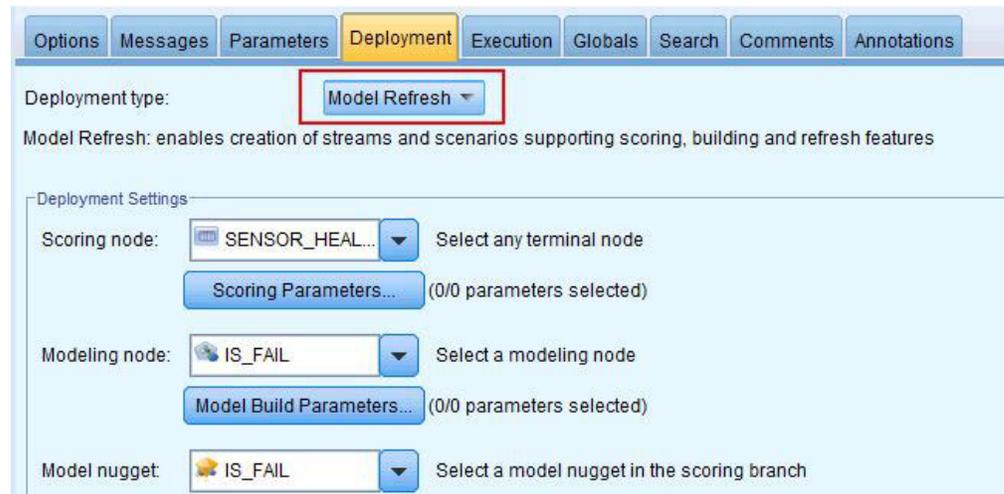 Options Messages Parameters Deployment Execution Globals Search Comments Annotations
Deployment type: Model Refresh
Model Refresh: enables creation of streams and scenarios supporting scoring, building and refresh features
Deployment Settings
Scoring node: SENSOR_HEAL... Select any terminal node
Scoring Parameters... (0/0 parameters selected)
Modeling node: IS_FAIL Select a modeling node
Model Build Parameters... (0/0 parameters selected)
Model nugget: IS_FAIL Select a model nugget in the scoring branch